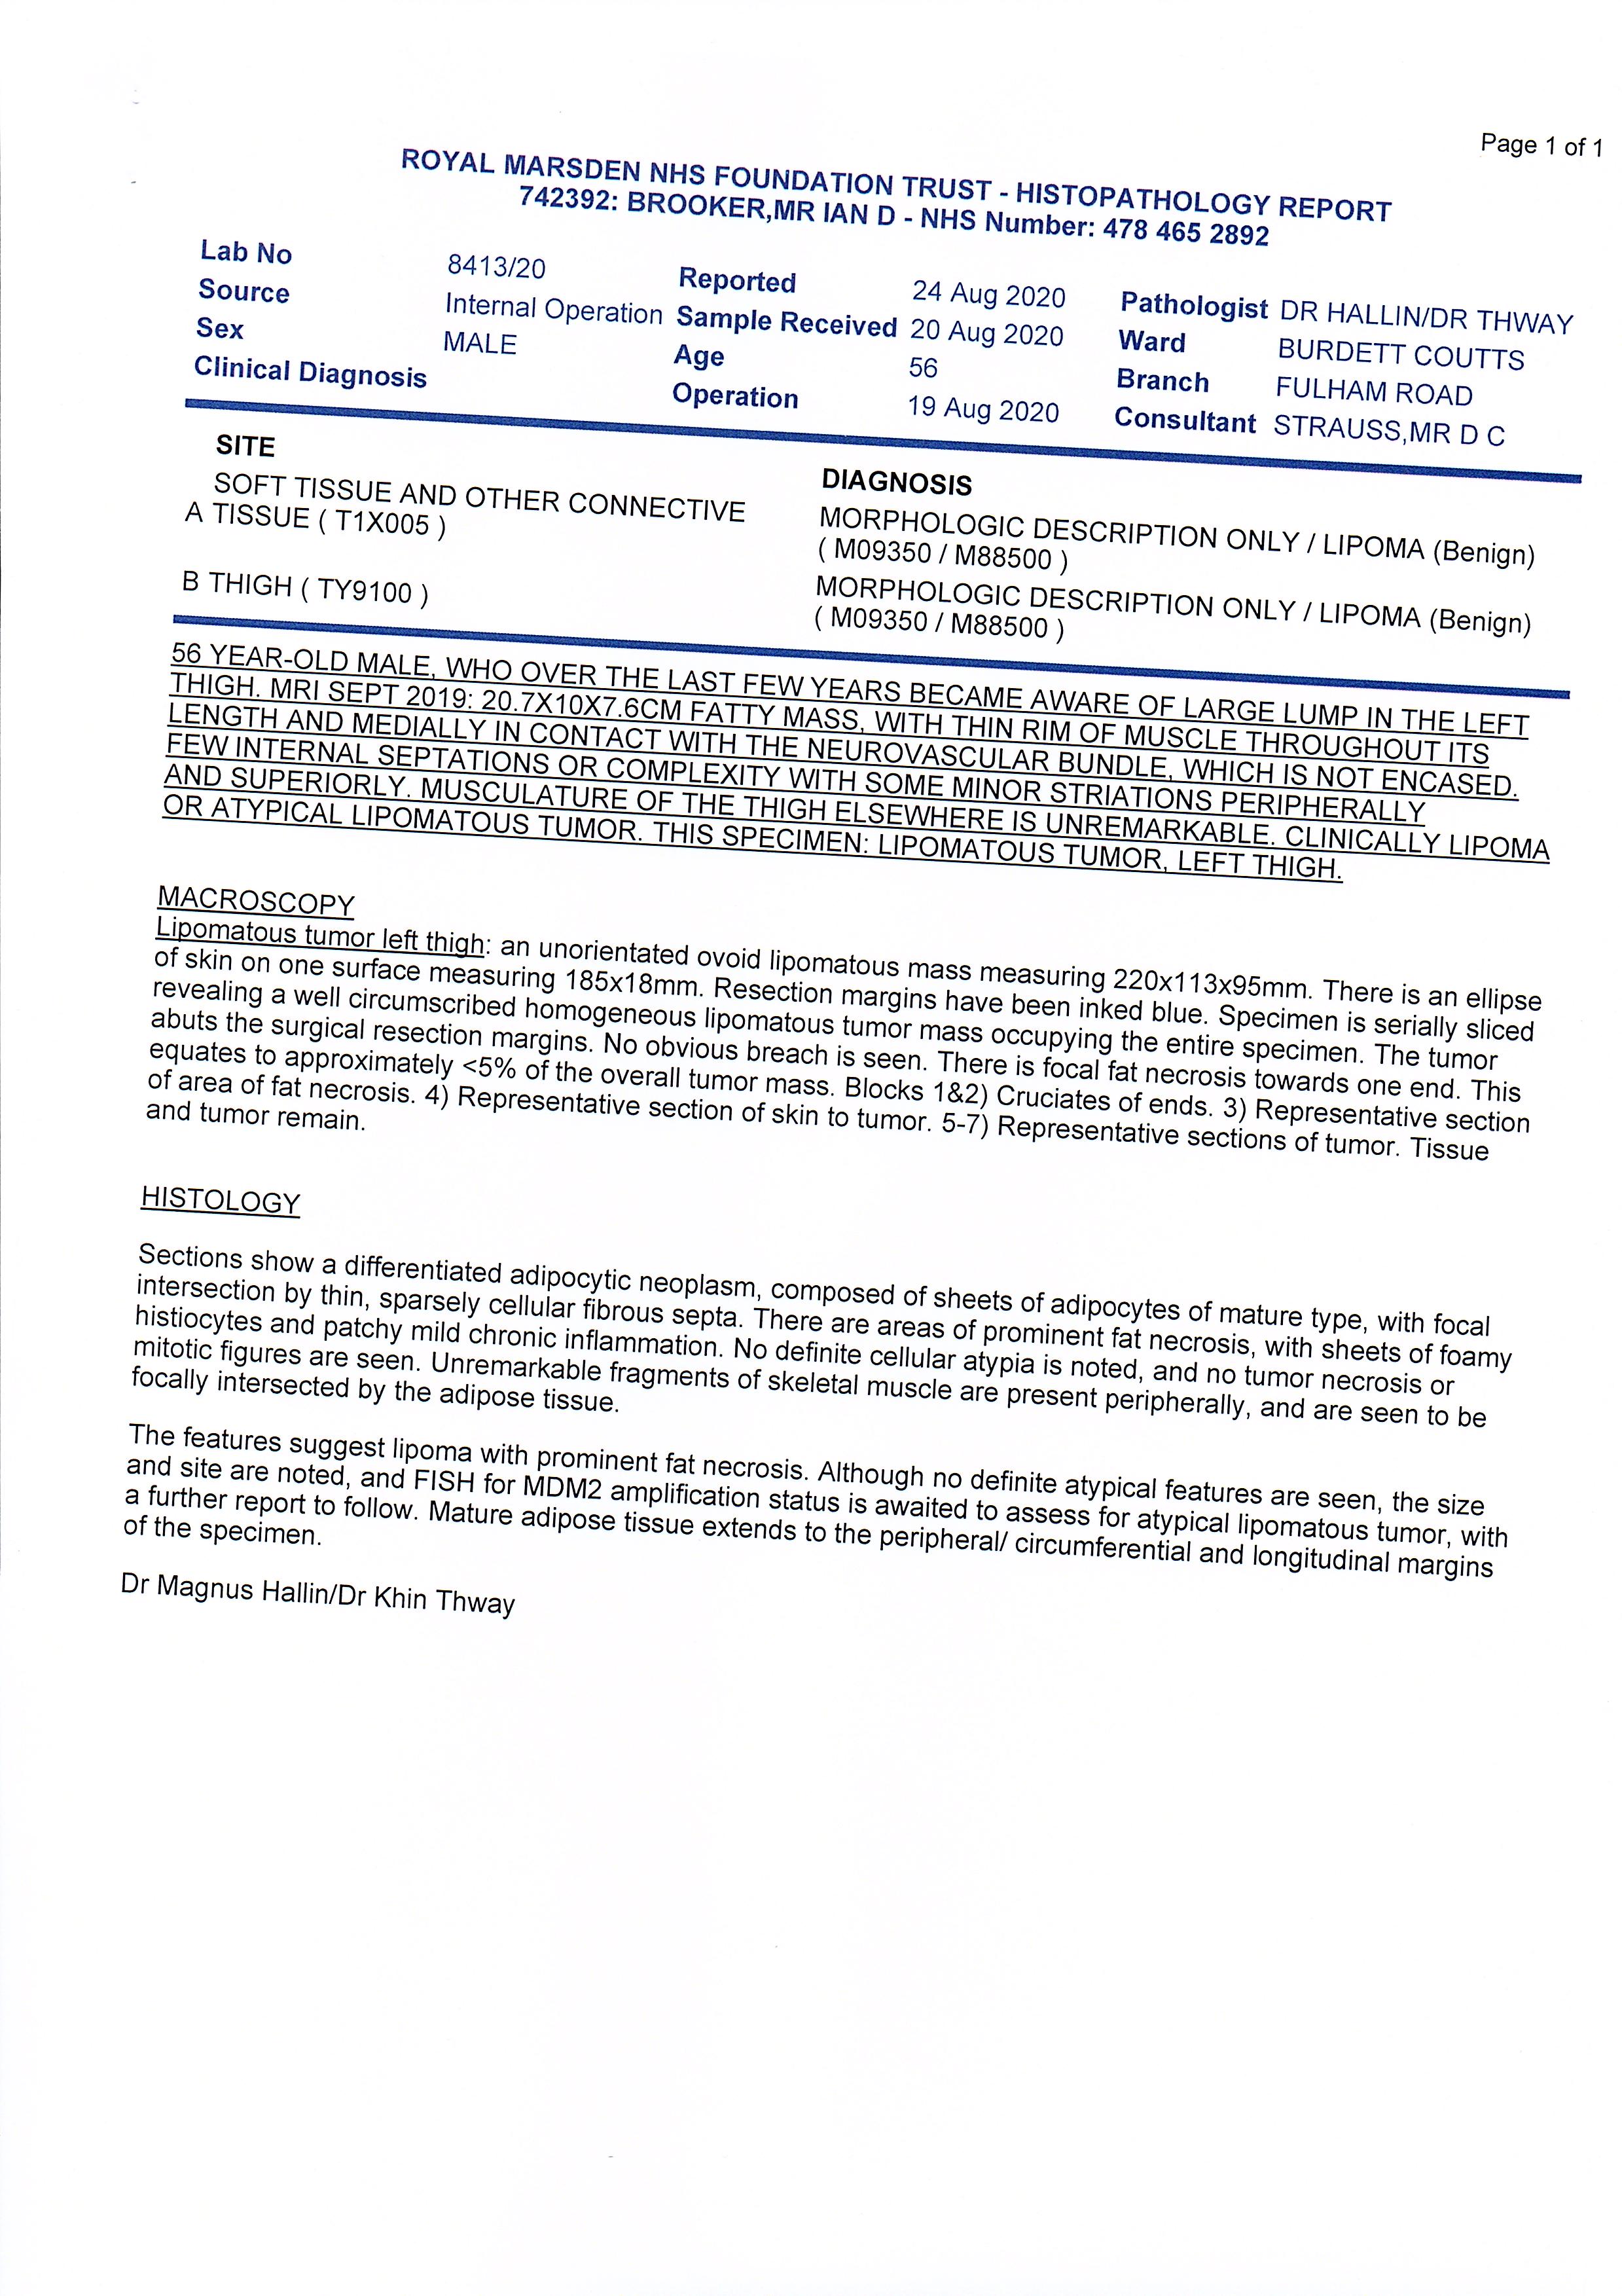 Page 1 of 1
ROYAL MARSDEN NHS FOUNDATION TRUST - HISTOPATHOLOGY REPORT
742392: BROOKER,MR IAN D - NHS Number: 478 465 2892
Lab No 8413/20 Reported 24 Aug 2020 Pathologist DR HALLIN/DR THWAY
Source Internal Operation Sample Received 20 Aug 2020 Ward BURDETT COUTTS
Sex MALE Age 56 Branch FULHAM ROAD
Clinical Diagnosis Operation 19 Aug 2020 Consultant STRAUSS,MR D C
SITE DIAGNOSIS
SOFT TISSUE AND OTHER CONNECTIVE MORPHOLOGIC DESCRIPTION ONLY / LIPOMA (Benign)
A TISSUE ( T1X005 ) ( M09350 / M88500 )
B THIGH ( TY9100 ) MORPHOLOGIC DESCRIPTION ONLY / LIPOMA (Benign)
( M09350 / M88500 )
56 YEAR-OLD MALE, WHO OVER THE LAST FEW YEARS BECAME AWARE OF LARGE LUMP IN THE LEFT
THIGH. MRI SEPT 2019: 20.7X10X7.6CM FATTY MASS, WITH THIN RIM OF MUSCLE THROUGHOUT ITS
LENGTH AND MEDIALLY IN CONTACT WITH THE NEUROVASCULAR BUNDLE, WHICH IS NOT ENCASED.
FEW INTERNAL SEPTATIONS OR COMPLEXITY WITH SOME MINOR STRIATIONS PERIPHERALLY
AND SUPERIORLY. MUSCULATURE OF THE THIGH ELSEWHERE IS UNREMARKABLE. CLINICALLY LIPOMA
OR ATYPICAL LIPOMATOUS TUMOR. THIS SPECIMEN: LIPOMATOUS TUMOR, LEFT THIGH.
MACROSCOPY
Lipomatous tumor left thigh: an unorientated ovoid lipomatous mass measuring 220x113x95mm. There is an ellipse
of skin on one surface measuring 185x18mm. Resection margins have been inked blue. Specimen is serially sliced
revealing a well circumscribed homogeneous lipomatous tumor mass occupying the entire specimen. The tumor
abuts the surgical resection margins. No obvious breach is seen. There is focal fat necrosis towards one end. This
equates to approximately <5% of the overall tumor mass. Blocks 1&2) Cruciates of ends. 3) Representative section
of area of fat necrosis. 4) Representative section of skin to tumor. 5-7) Representative sections of tumor. Tissue
and tumor remain.
HISTOLOGY
Sections show a differentiated adipocytic neoplasm, composed of sheets of adipocytes of mature type, with focal
intersection by thin, sparsely cellular fibrous septa. There are areas of prominent fat necrosis, with sheets of foamy
histiocytes and patchy mild chronic inflammation. No definite cellular atypia is noted, and no tumor necrosis or
mitotic figures are seen. Unremarkable fragments of skeletal muscle are present peripherally, and are seen to be
focally intersected by the adipose tissue.
The features suggest lipoma with prominent fat necrosis. Although no definite atypical features are seen, the size
and site are noted, and FISH for MDM2 amplification status is awaited to assess for atypical lipomatous tumor, with
a further report to follow. Mature adipose tissue extends to the peripheral/ circumferential and longitudinal margins
of the specimen.
Dr Magnus Hallin/Dr Khin Thway